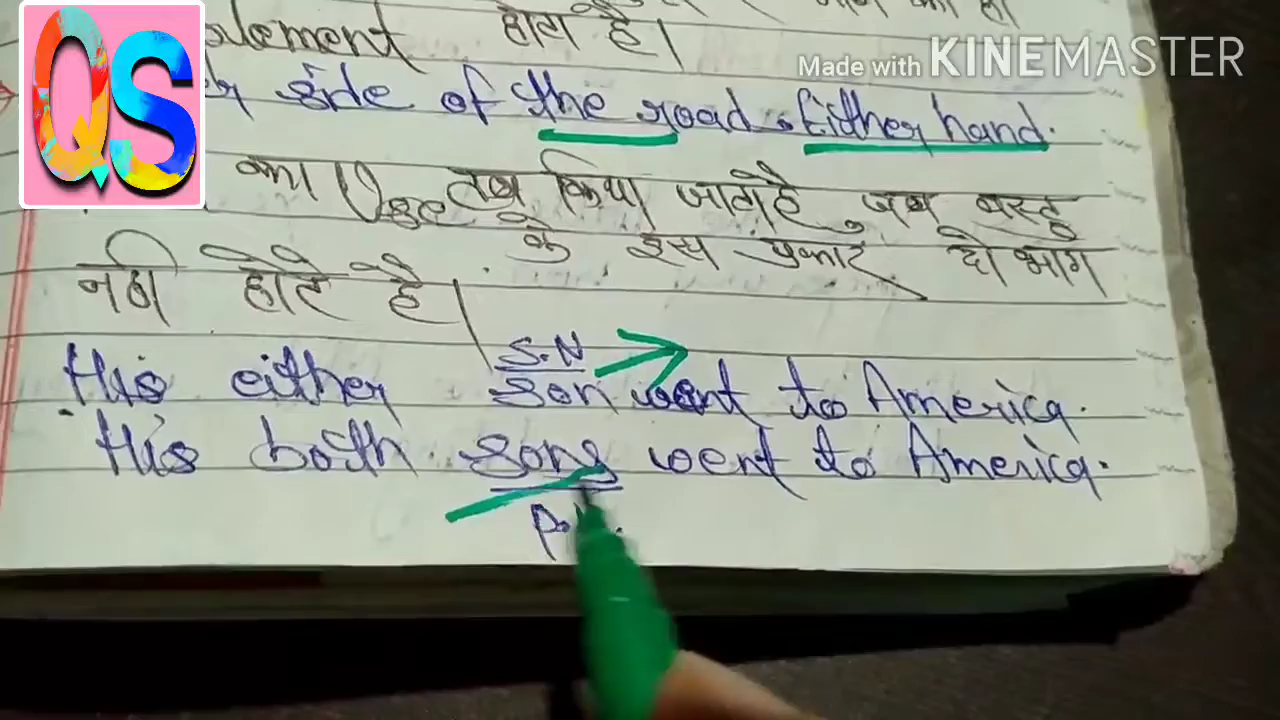 होता है।
side of the road. Either hand.
का Use तब किया जाता है जब वस्तु
के इस प्रकार दो भाग
नही होते है।
S.N
His either son went to America.
His both sons went to America.
QS
Made with KINEMASTER